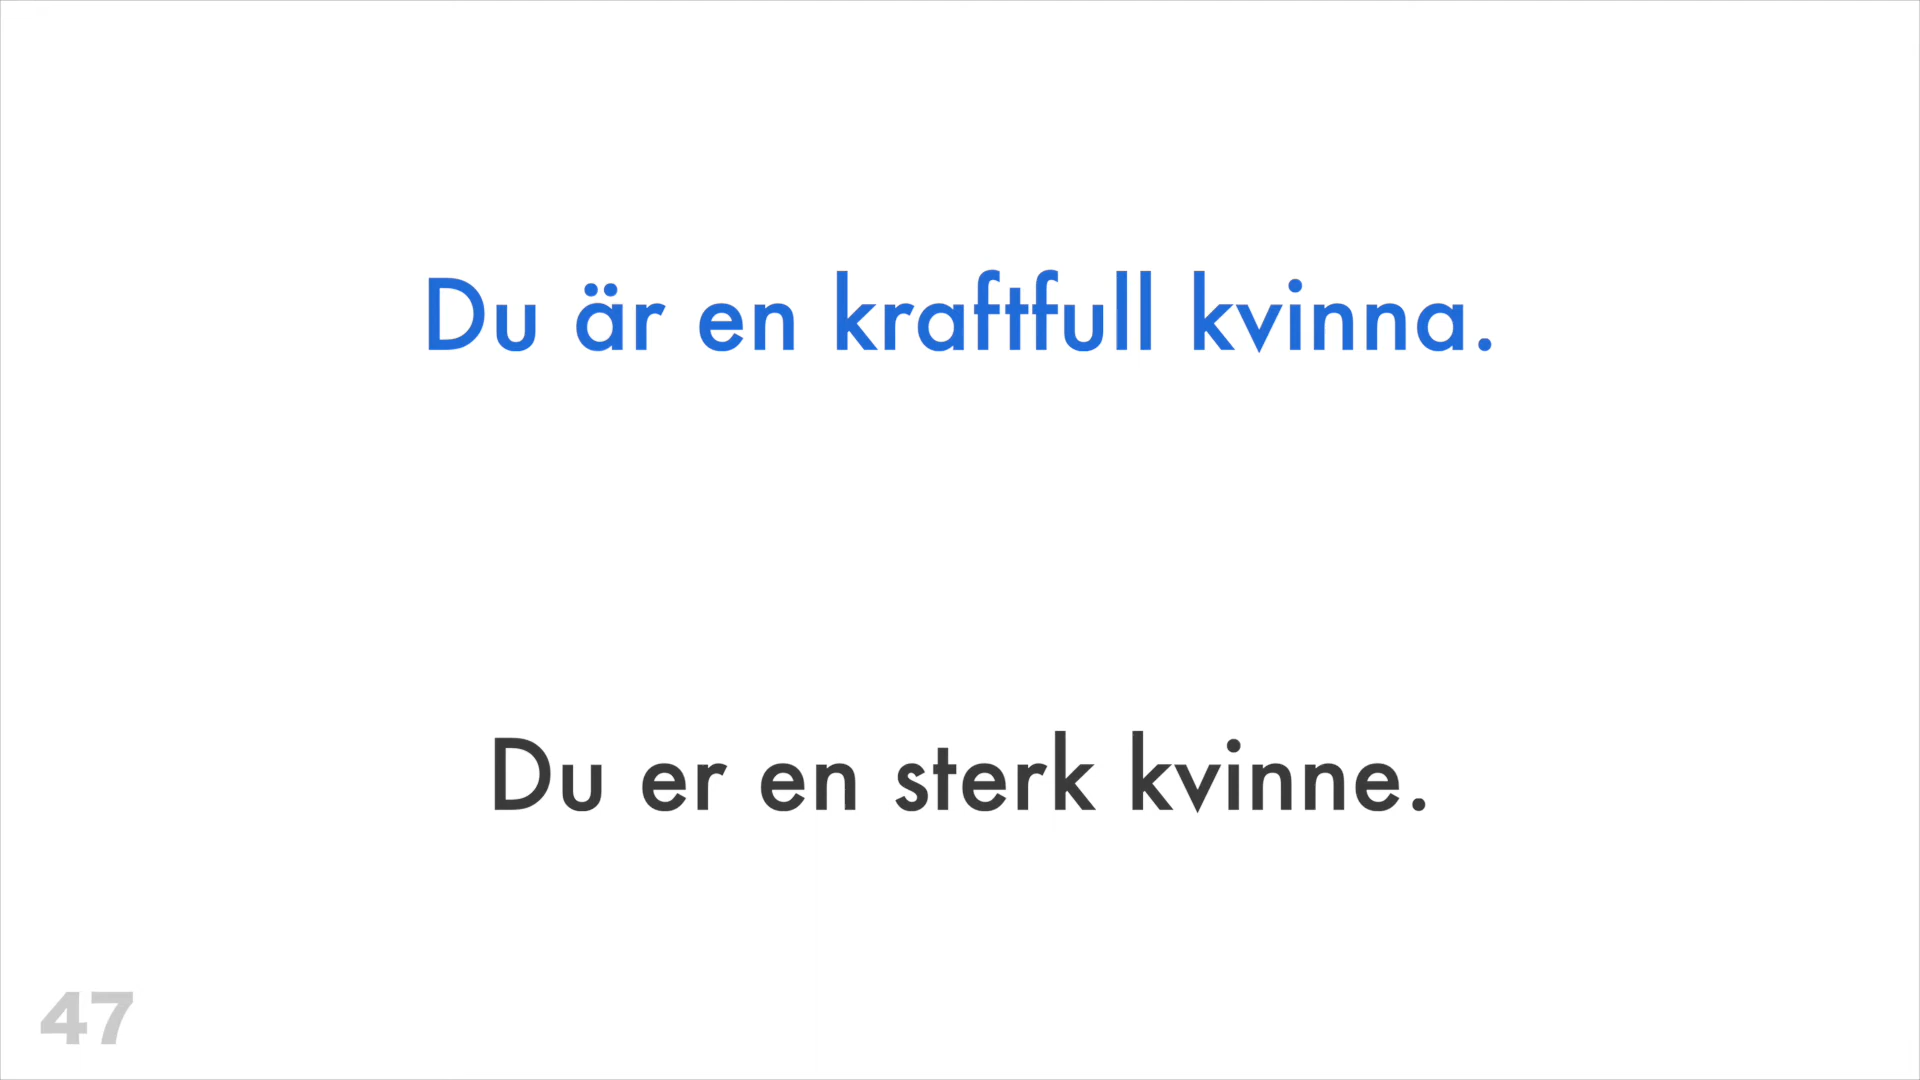 Du är en kraftfull kvinna.
Du er en sterk kvinne.
47